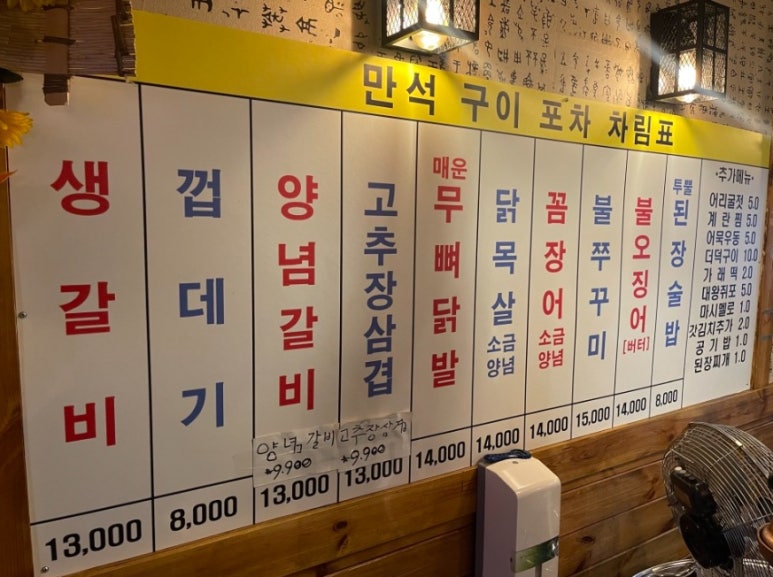 만석 구이 포차 차림표
생갈비
13,000
껍데기
8,000
양념갈비
양념갈비
*9.900
13,000
고추장삼겹
고추장삼겹
*9.900
13,000
매운
무뼈닭발
14,000
닭목살
소금
양념
14,000
꼼장어
소금
양념
14,000
불쭈꾸미
15,000
불오징어
[버터]
14,000
투뿔
된장술밥
8,000
•추가메뉴•
어리굴젓 5.0
계란찜 5.0
어묵우동 5.0
더덕구이 10.0
가래떡 2.0
대왕쥐포 5.0
마시멜로 1.0
갓김치추가 2.0
공기밥 1.0
된장찌개 1.0